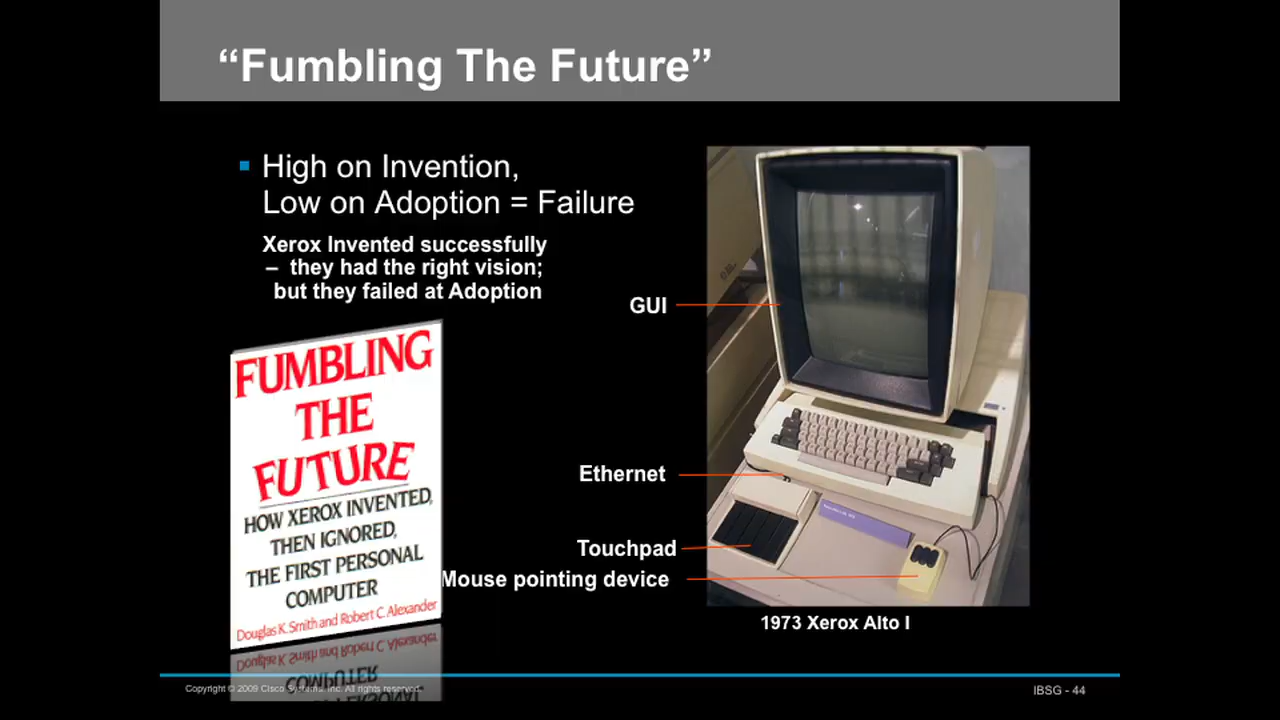 “Fumbling The Future”
High on Invention,
Low on Adoption = Failure
Xerox Invented successfully
– they had the right vision;
but they failed at Adoption
FUMBLING
THE
FUTURE
HOW XEROX INVENTED,
THEN IGNORED,
THE FIRST PERSONAL
COMPUTER
Douglas K. Smith and Robert C. Alexander
GUI
Ethernet
Touchpad
Mouse pointing device
1973 Xerox Alto I
Copyright © 2009 Cisco Systems, Inc. All rights reserved.
IBSG - 44